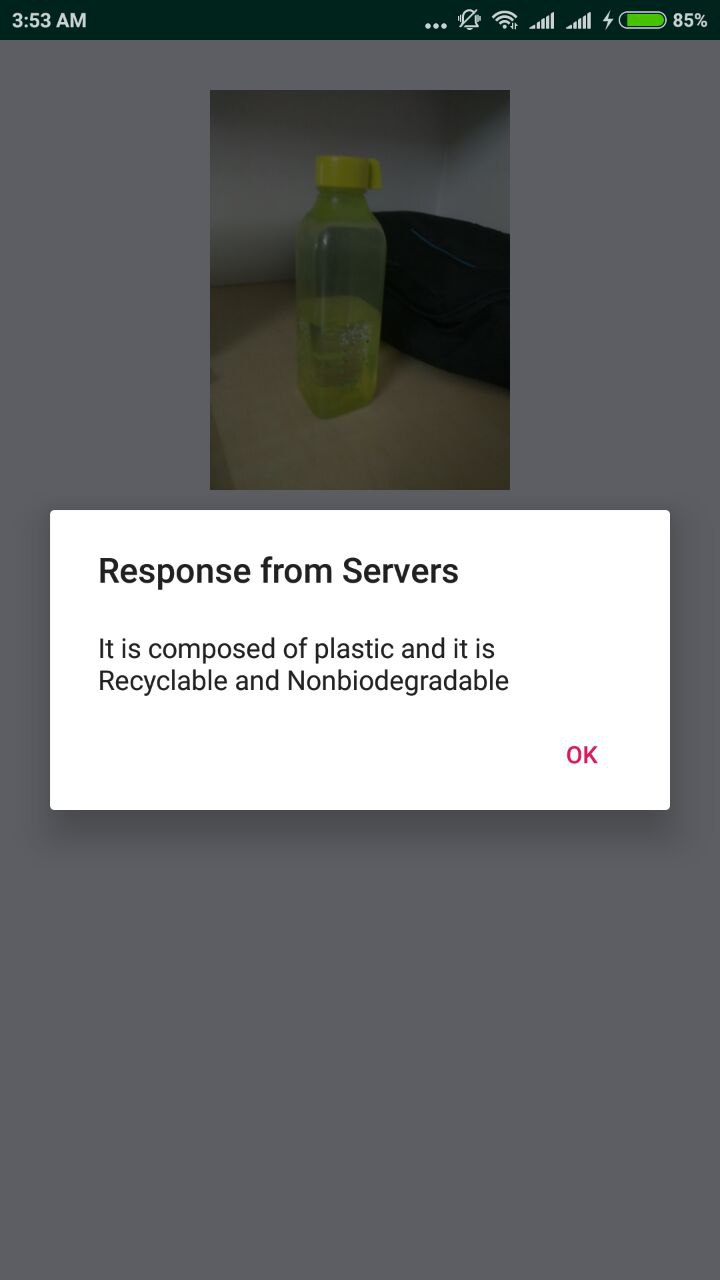 3:53 AM 85%
Response from Servers
It is composed of plastic and it is
Recyclable and Nonbiodegradable
OK